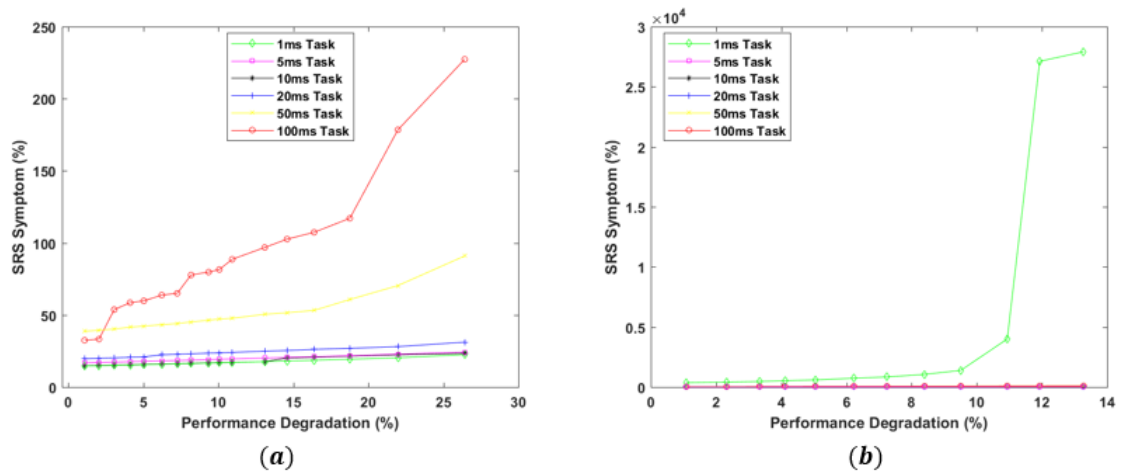 250
200
150
100
50
0
SRS Symptom (%)
1ms Task
5ms Task
10ms Task
20ms Task
50ms Task
100ms Task
0 5 10 15 20 25 30
Performance Degradation (%)
(a)
×10⁴
3
2.5
2
1.5
1
0.5
0
SRS Symptom (%)
1ms Task
5ms Task
10ms Task
20ms Task
50ms Task
100ms Task
0 2 4 6 8 10 12 14
Performance Degradation (%)
(b)